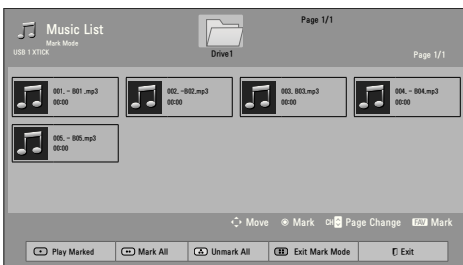 Music List
Page 1/1
Mark Mode
USB 1 XTICK
Drive1
Page 1/1
001. - B01 .mp3
00:00
002. -B02.mp3
00:00
003. B03.mp3
00:00
004. - B04.mp3
00:00
005. - B05.mp3
00:00
Move
Mark
CH
Page Change
FAV
Mark
Play Marked
Mark All
Unmark All
Exit Mark Mode
Exit